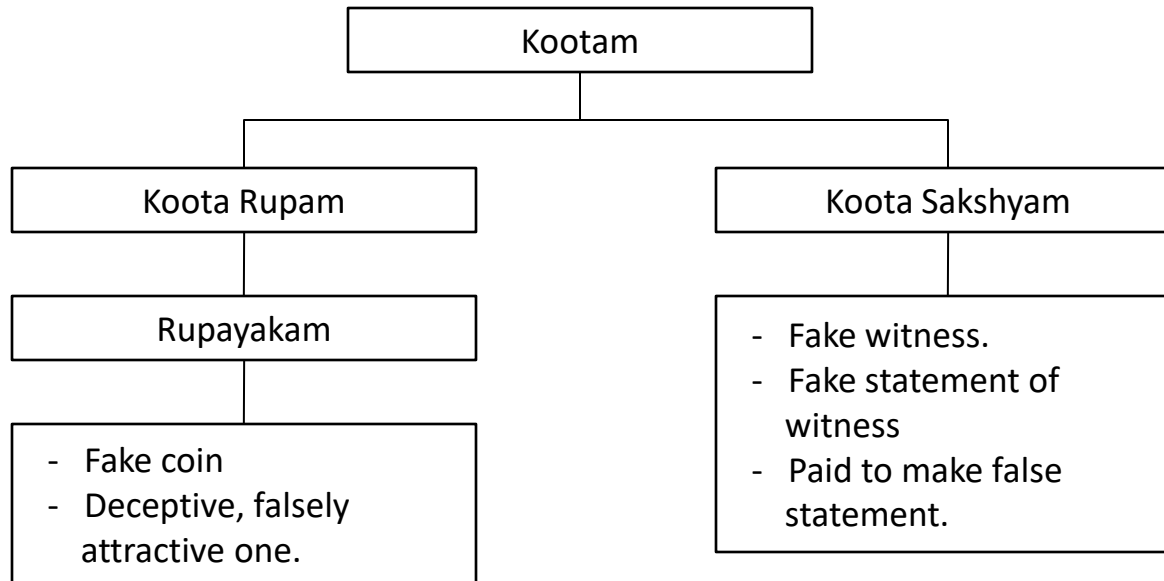 Kootam
Koota Rupam
Koota Sakshyam
Rupayakam
- Fake coin
- Deceptive, falsely
attractive one.
- Fake witness.
- Fake statement of
witness
- Paid to make false
statement.